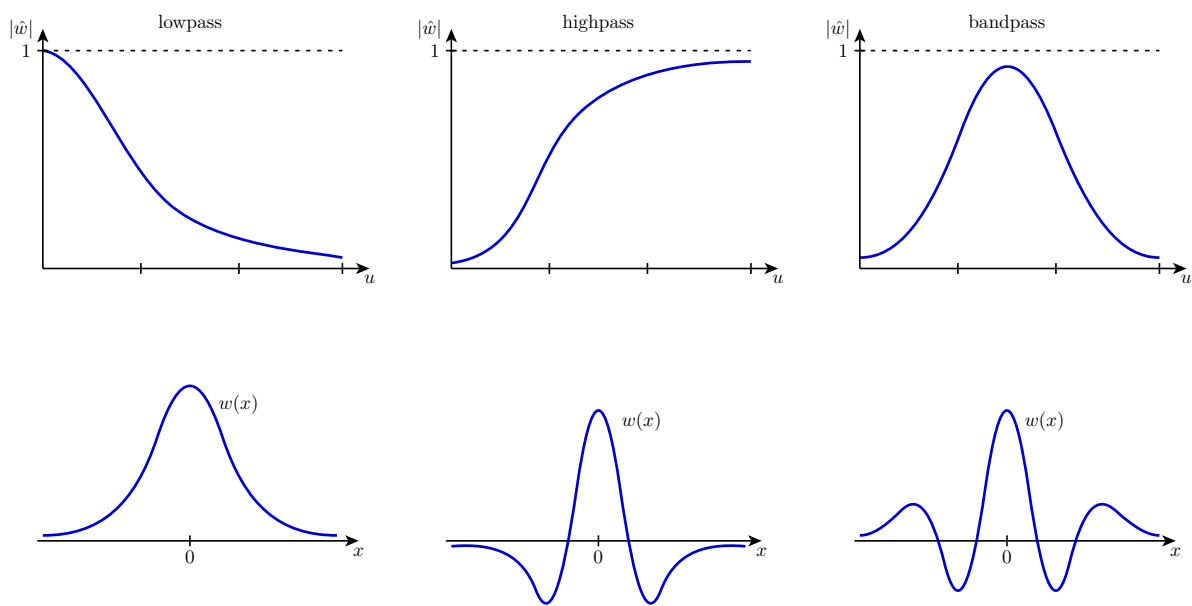 lowpass
|ŵ|
1
u
highpass
|ŵ|
1
u
bandpass
|ŵ|
1
u
w(x)
0
x
w(x)
0
x
w(x)
0
x